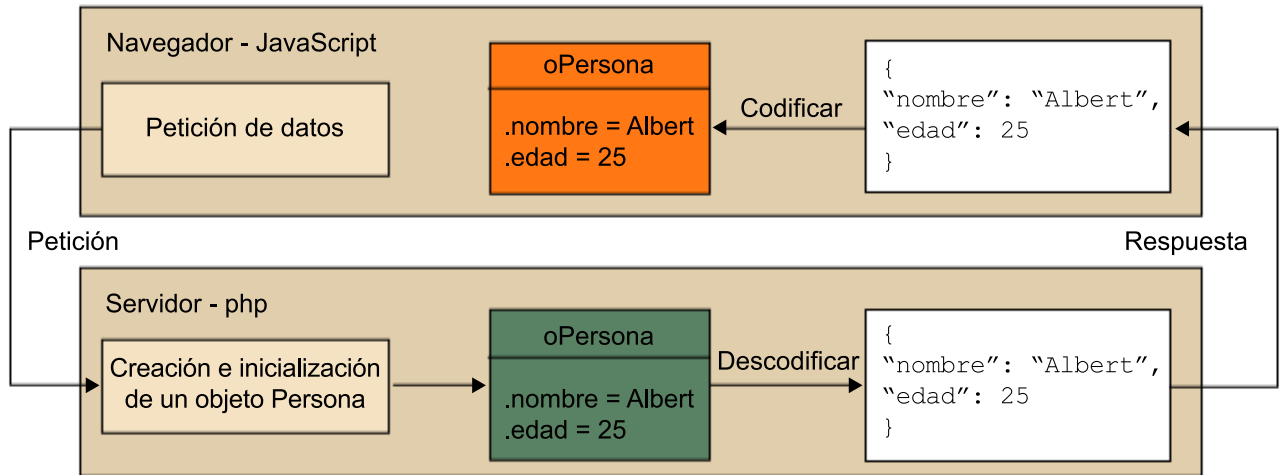 Navegador - JavaScript
Petición de datos
oPersona
.nombre = Albert
.edad = 25
Codificar
{
“nombre”: “Albert”,
“edad”: 25
}
Petición
Respuesta
Servidor - php
Creación e inicialización
de un objeto Persona
oPersona
.nombre = Albert
.edad = 25
Descodificar
{
“nombre”: “Albert”,
“edad”: 25
}